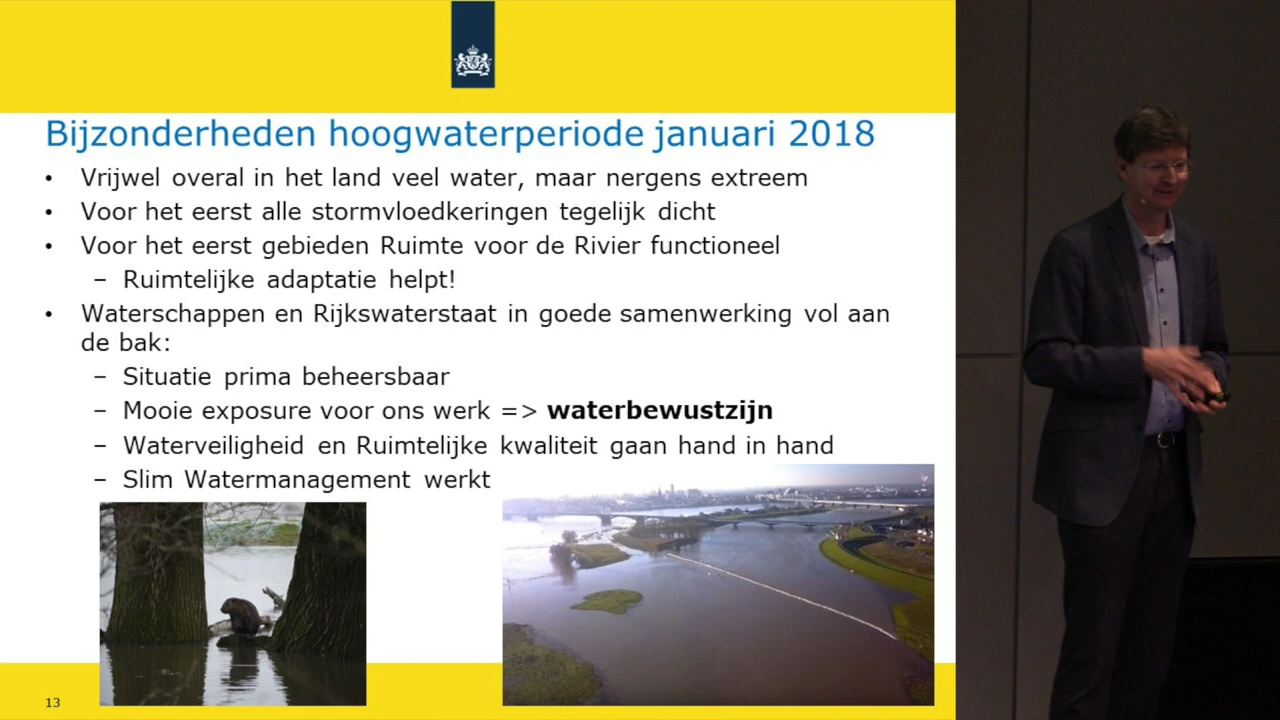 Bijzonderheden hoogwaterperiode januari 2018
• Vrijwel overal in het land veel water, maar nergens extreem
• Voor het eerst alle stormvloedkeringen tegelijk dicht
• Voor het eerst gebieden Ruimte voor de Rivier functioneel
– Ruimtelijke adaptatie helpt!
• Waterschappen en Rijkswaterstaat in goede samenwerking vol aan
de bak:
– Situatie prima beheersbaar
– Mooie exposure voor ons werk => waterbewustzijn
– Waterveiligheid en Ruimtelijke kwaliteit gaan hand in hand
– Slim Watermanagement werkt
13